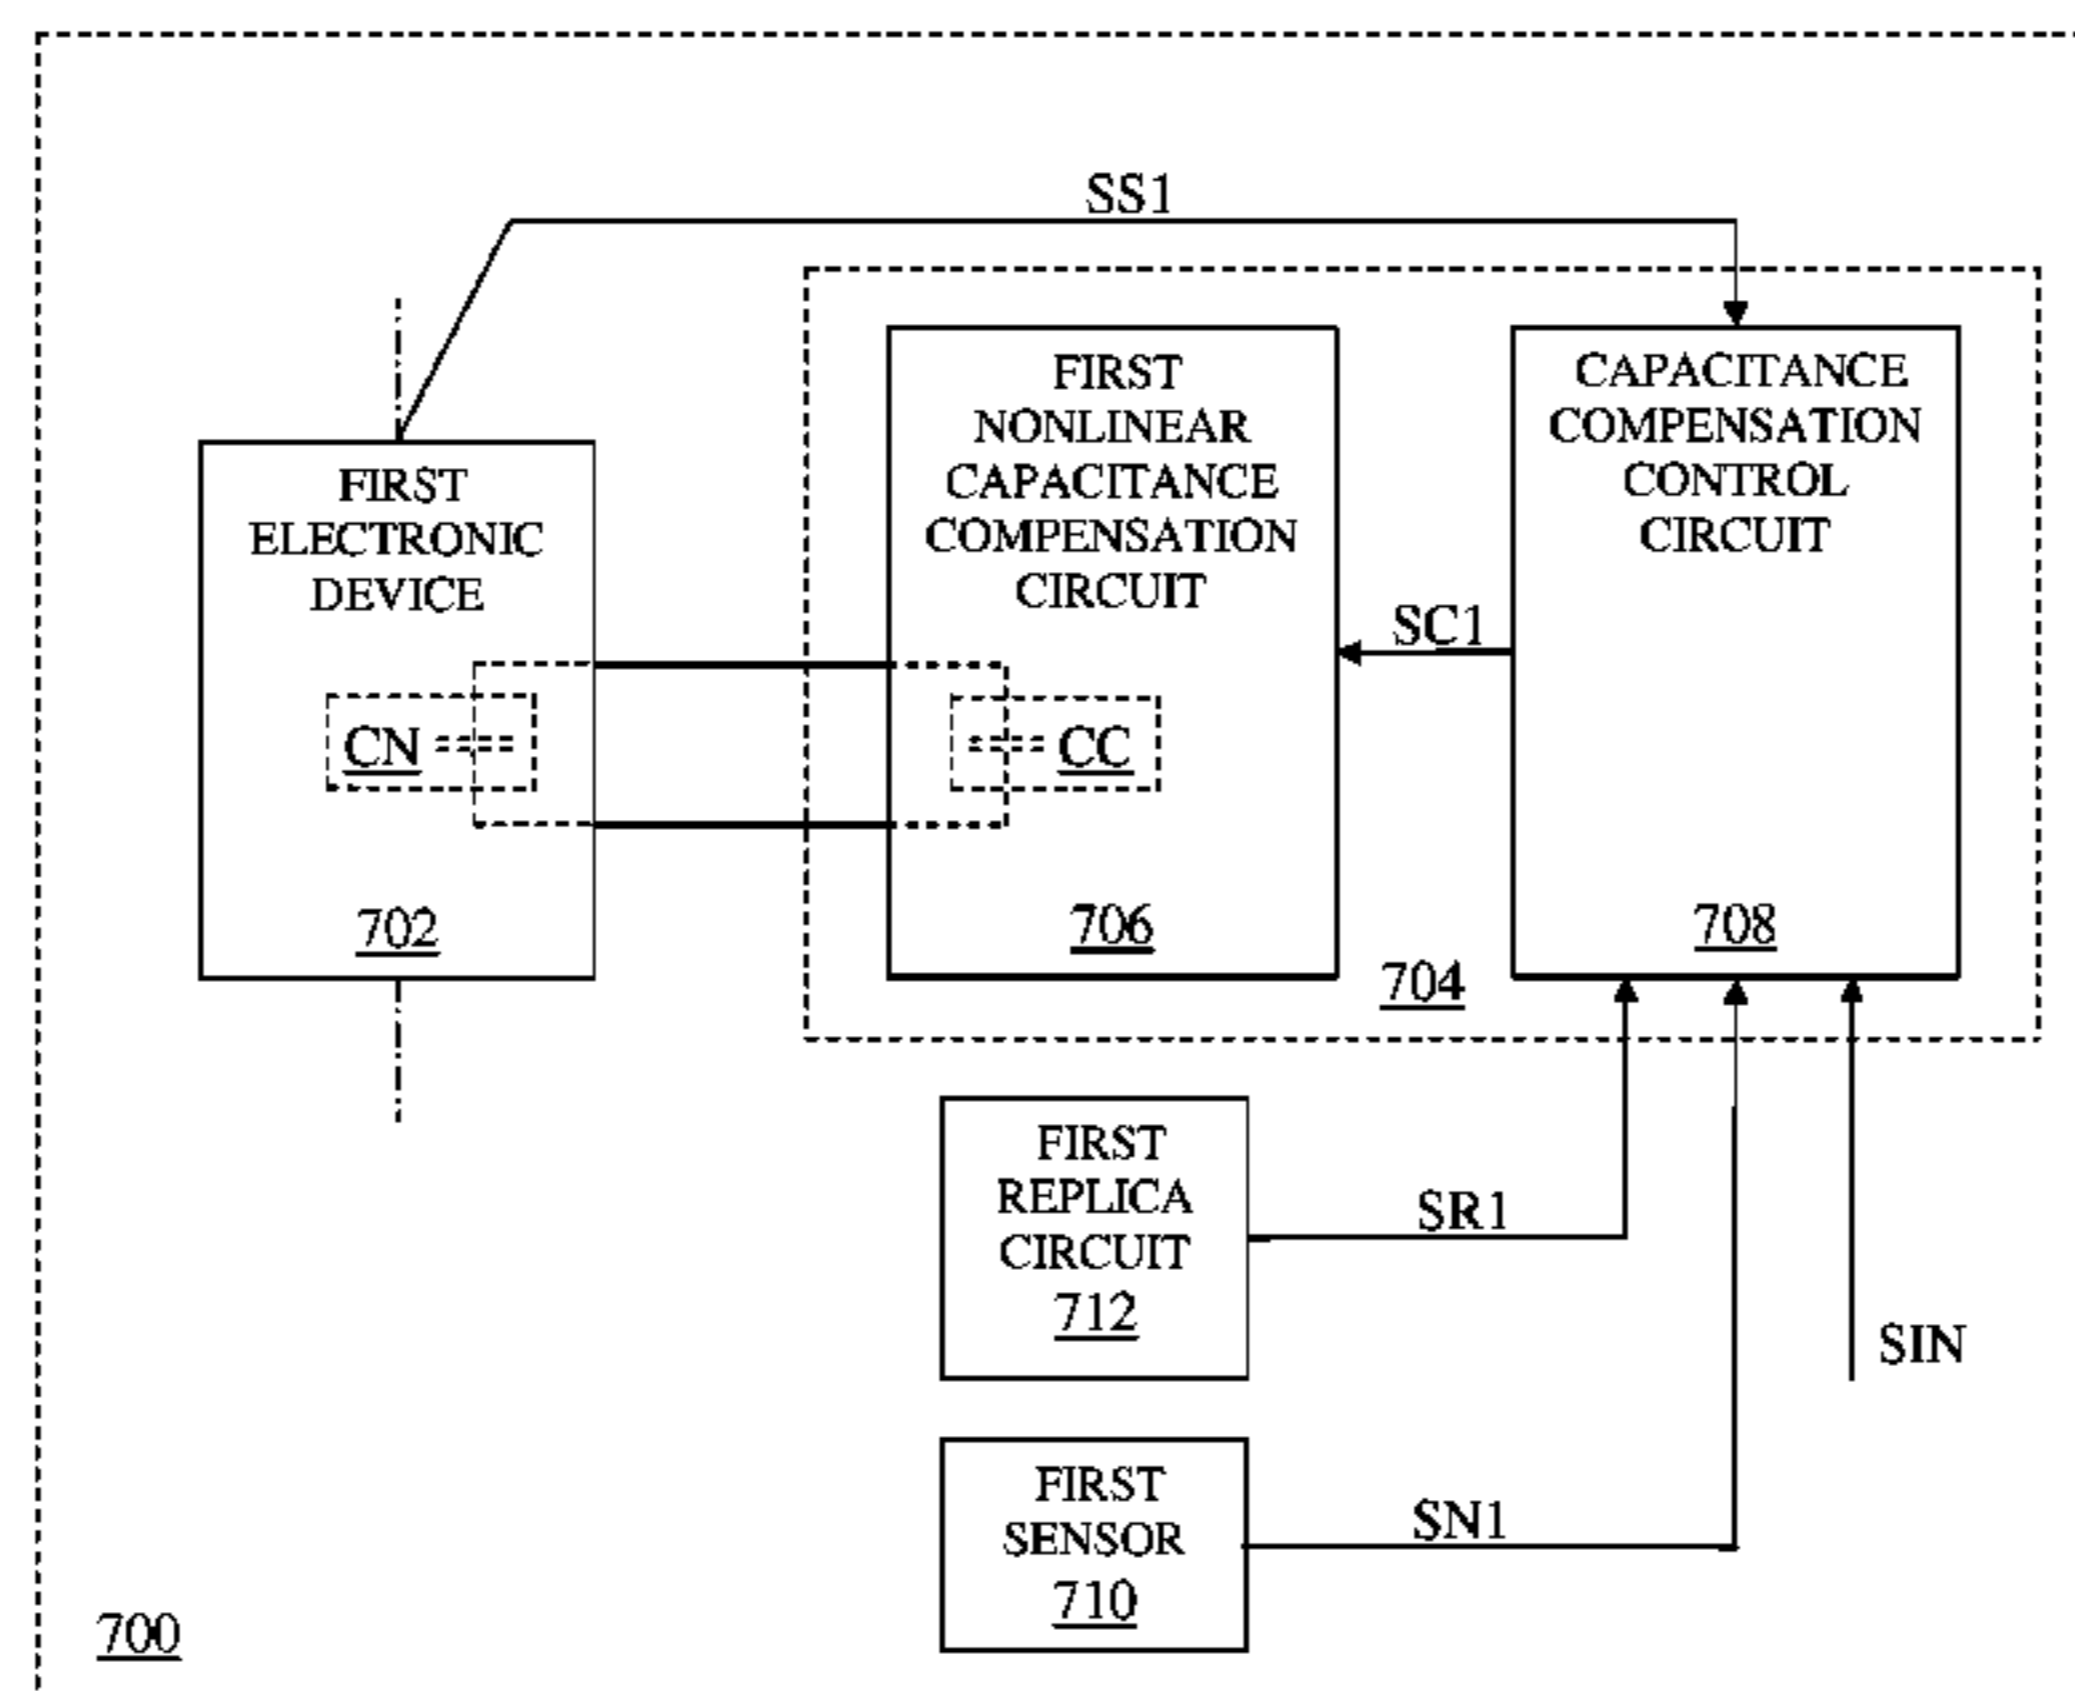 SS1
FIRST
ELECTRONIC
DEVICE
CN
702
FIRST
NONLINEAR
CAPACITANCE
COMPENSATION
CIRCUIT
CC
706
SC1
CAPACITANCE
COMPENSATION
CONTROL
CIRCUIT
708
704
FIRST
REPLICA
CIRCUIT
712
SR1
SIN
FIRST
SENSOR
710
SN1
700